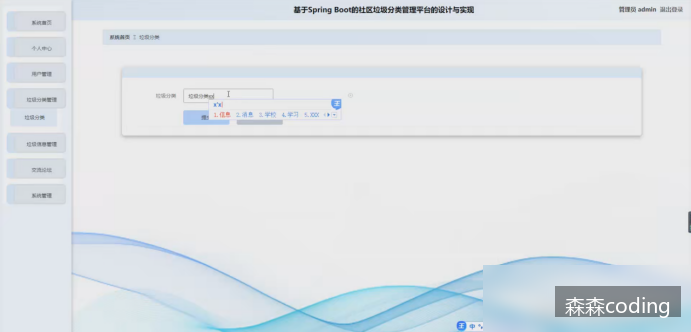 基于Spring Boot的社区垃圾分类管理平台的设计与实现
管理员 admin 退出登录
系统首页
个人中心
用户管理
垃圾分类管理
垃圾分类
垃圾信息管理
交流论坛
系统管理
系统首页 : 垃圾分类
垃圾分类
垃圾分类
x'x
1.信息 2.消息 3.学校 4.学习 5.XXX
中
森森coding